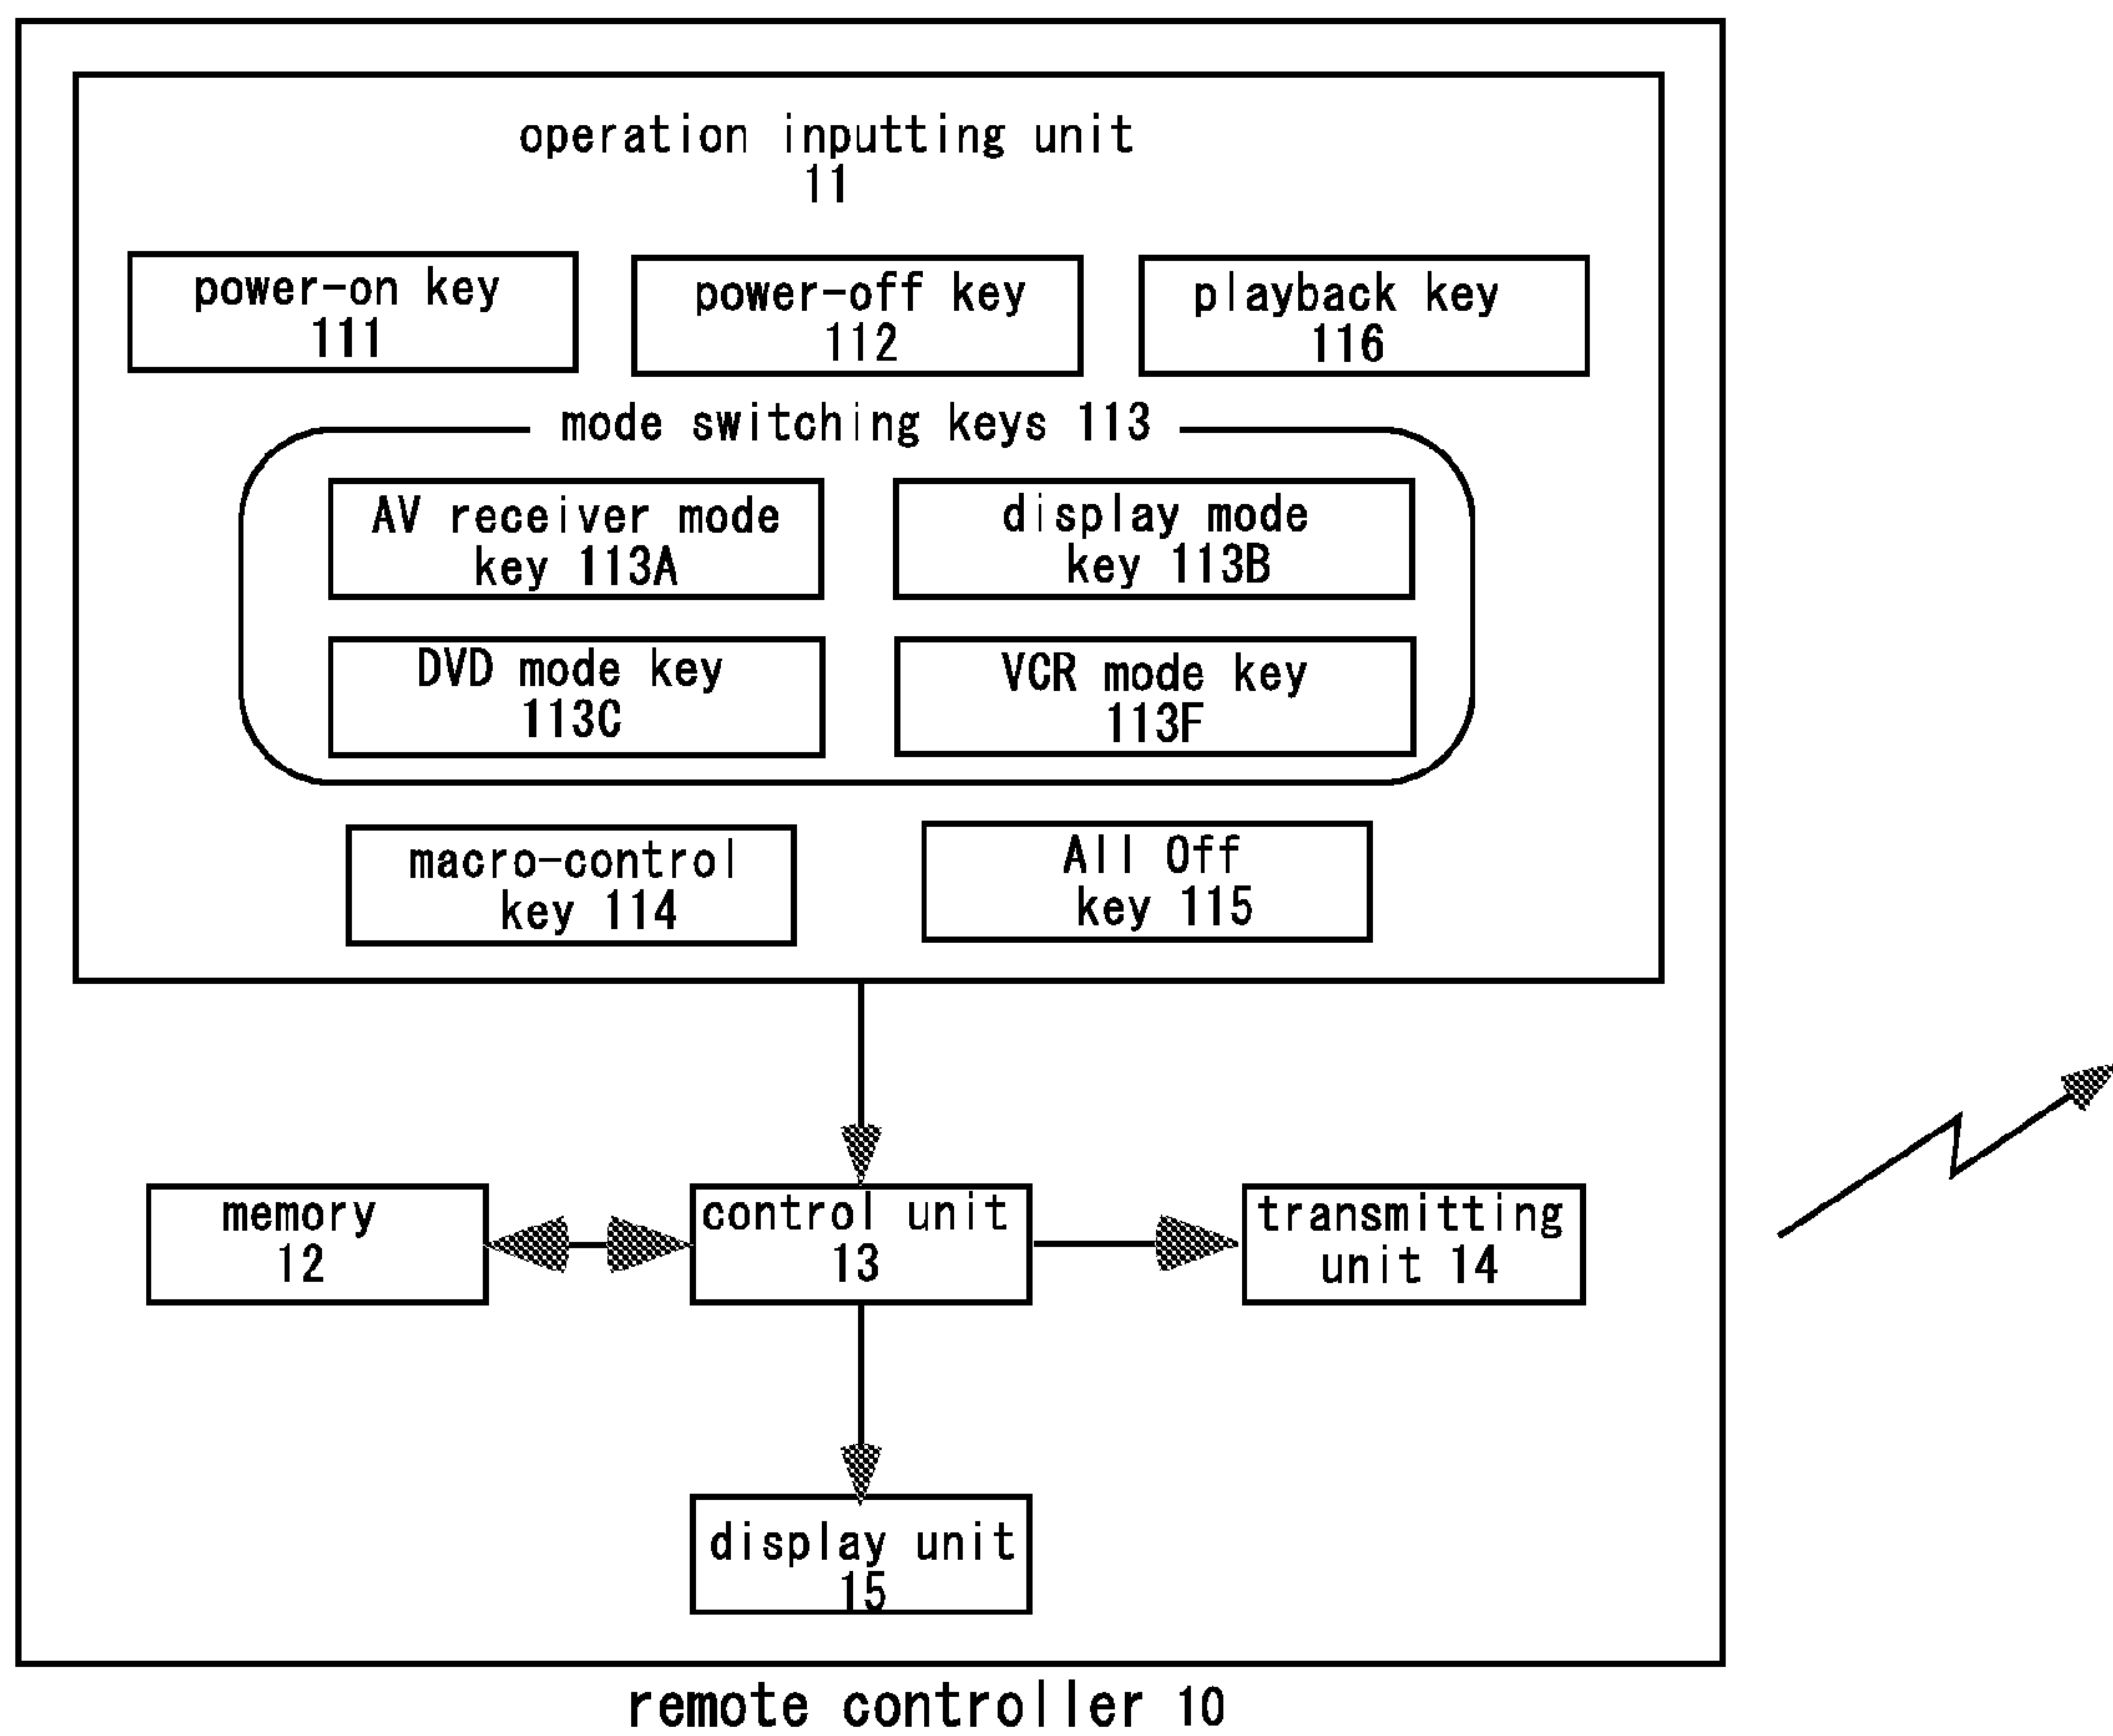 operation inputting unit
11
power-on key
111
power-off key
112
playback key
116
mode switching keys 113
AV receiver mode
key 113A
display mode
key 113B
DVD mode key
113C
VCR mode key
113F
macro-control
key 114
All Off
key 115
memory
12
control unit
13
transmitting
unit 14
display unit
15
remote controller 10